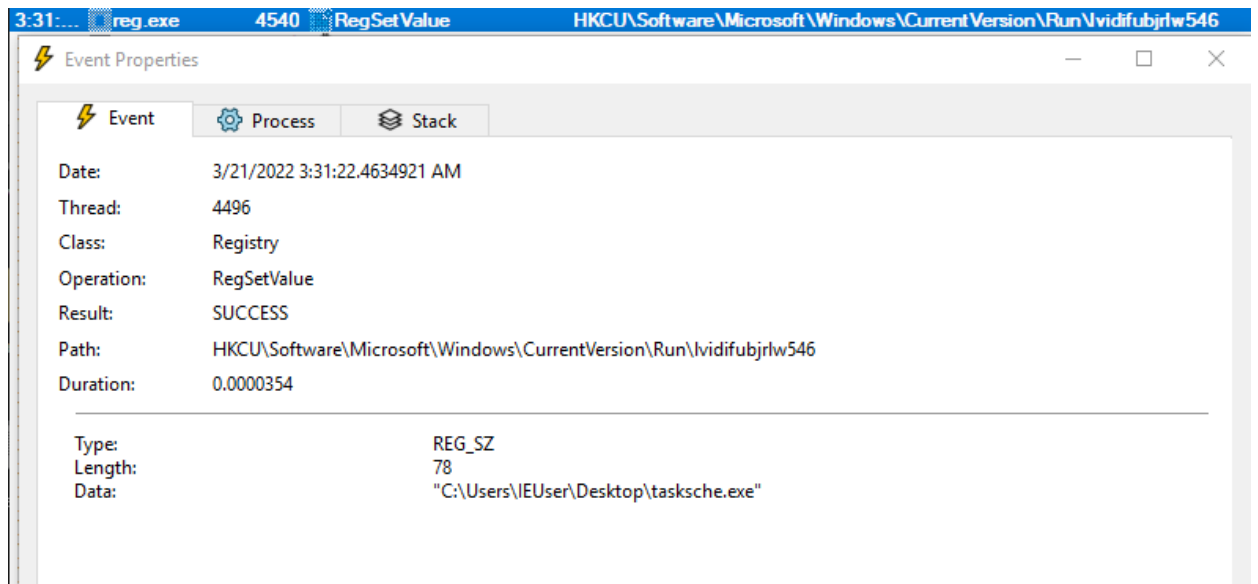 3:31:... reg.exe 4540 RegSetValue HKCU\Software\Microsoft\Windows\CurrentVersion\Run\lvidifubjrlw546
Event Properties
Event Process Stack
Date: 3/21/2022 3:31:22.4634921 AM
Thread: 4496
Class: Registry
Operation: RegSetValue
Result: SUCCESS
Path: HKCU\Software\Microsoft\Windows\CurrentVersion\Run\lvidifubjrlw546
Duration: 0.0000354
Type: REG_SZ
Length: 78
Data: "C:\Users\IEUser\Desktop\tasksche.exe"